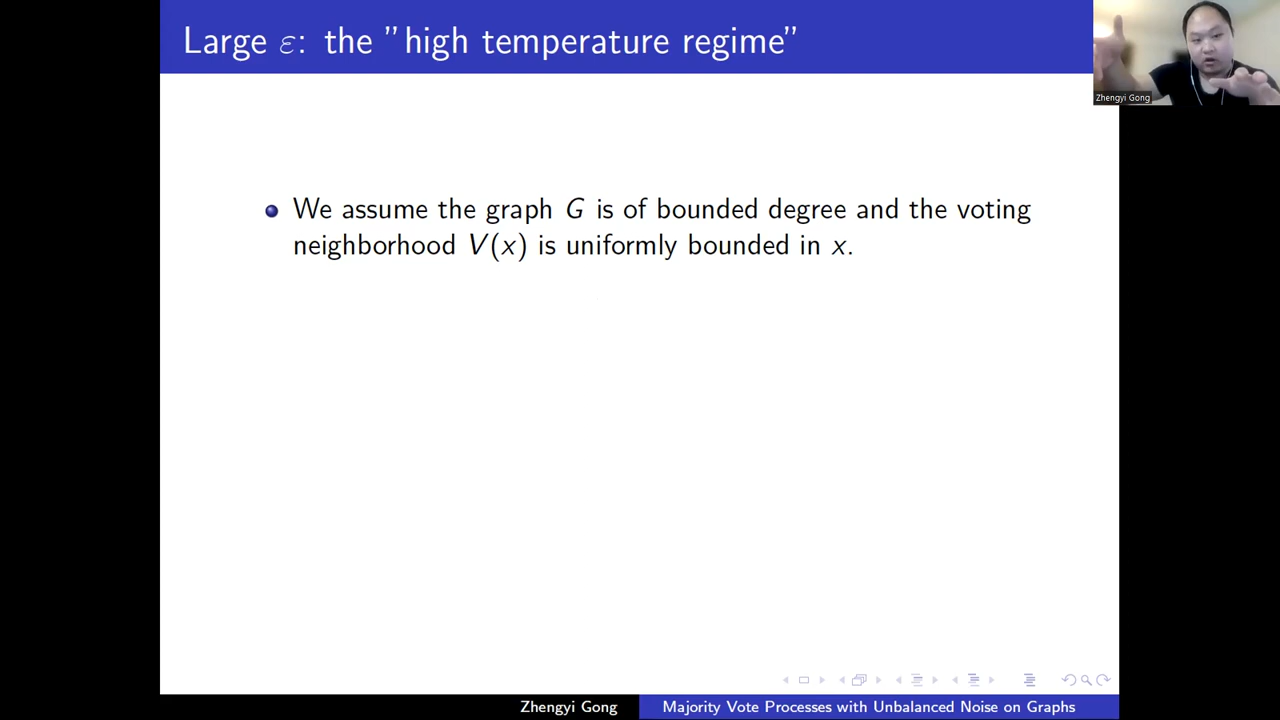 Large ε: the ”high temperature regime”
Zhengyi Gong
We assume the graph G is of bounded degree and the voting
neighborhood V(x) is uniformly bounded in x.
Zhengyi Gong
Majority Vote Processes with Unbalanced Noise on Graphs